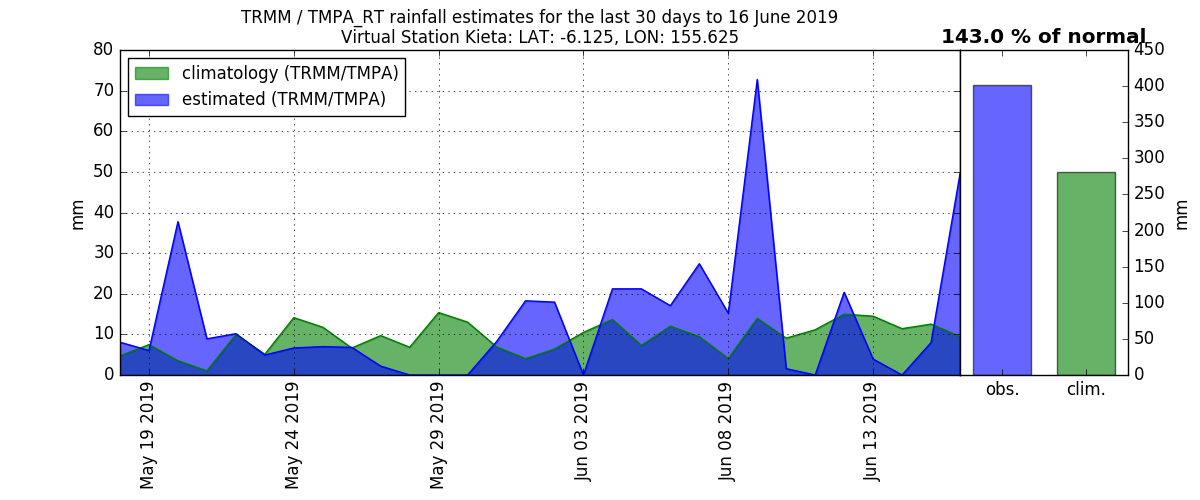 TRMM / TMPA_RT rainfall estimates for the last 30 days to 16 June 2019
Virtual Station Kieta: LAT: -6.125, LON: 155.625
143.0 % of normal
climatology (TRMM/TMPA)
estimated (TRMM/TMPA)
mm
80
70
60
50
40
30
20
10
0
May 19 2019
May 24 2019
May 29 2019
Jun 03 2019
Jun 08 2019
Jun 13 2019
obs.
clim.
450
400
350
300
250
200
150
100
50
0
mm